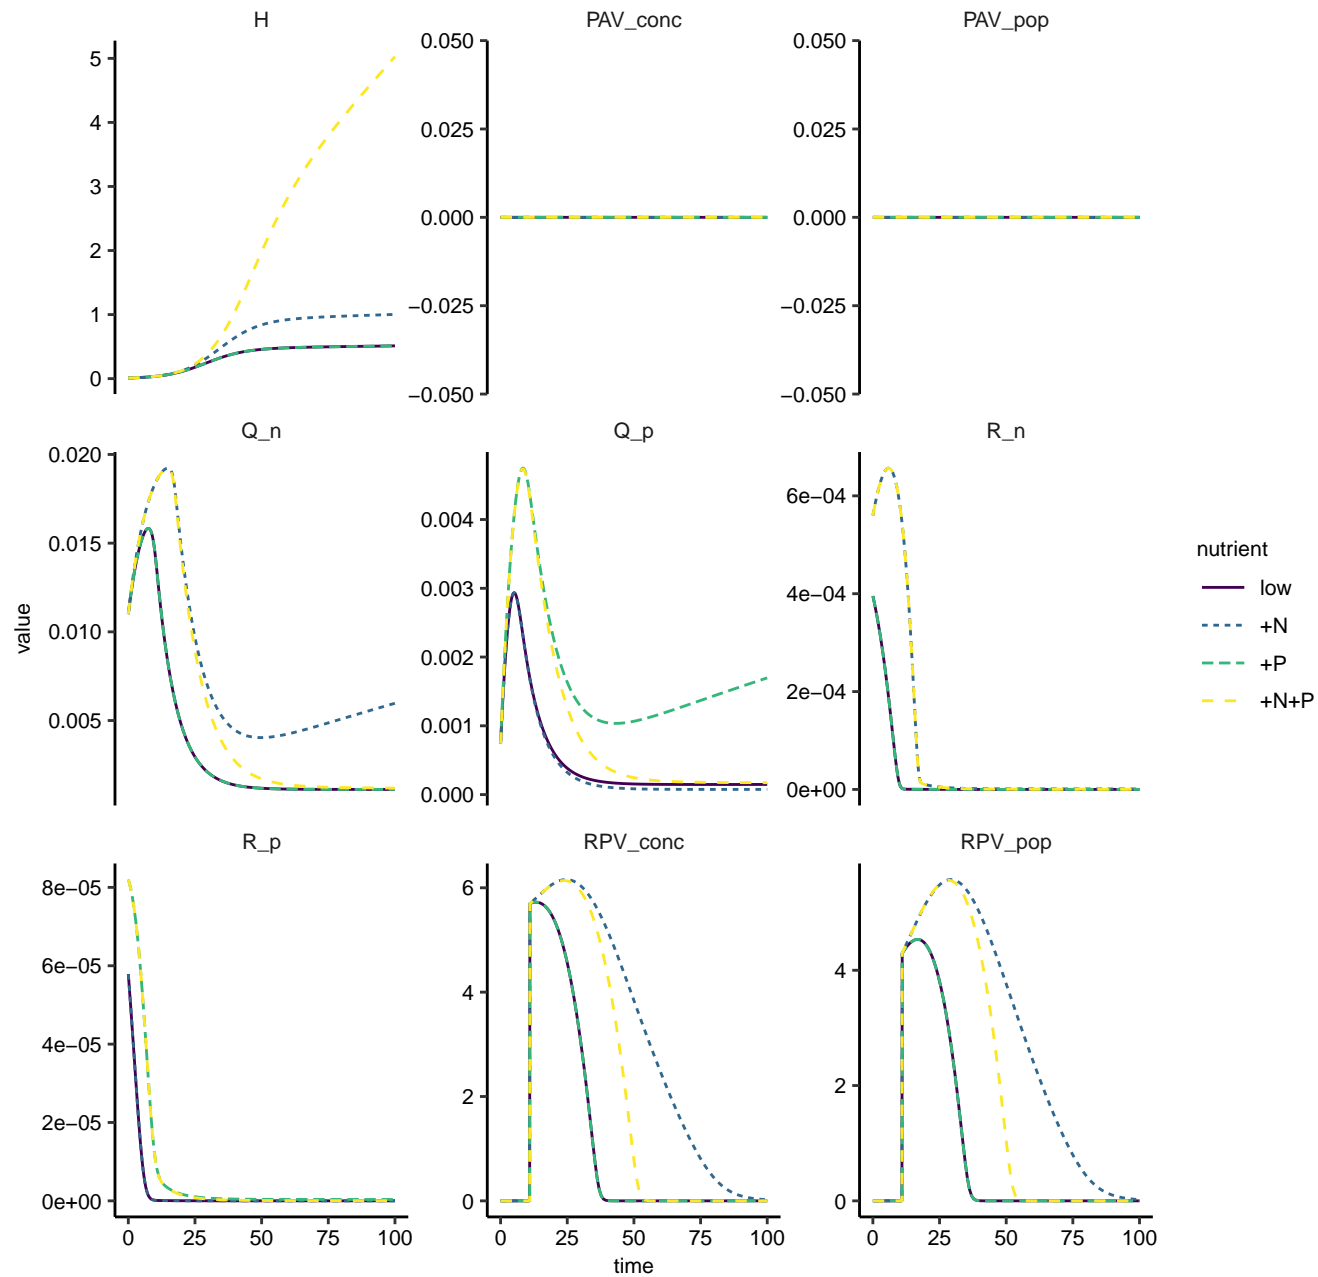 H
PAV_conc
PAV_pop
5
4
3
2
1
0
0.050
0.025
0.000
−0.025
−0.050
0.050
0.025
0.000
−0.025
−0.050
Q_n
Q_p
R_n
0.020
0.015
0.010
0.005
0.004
0.003
0.002
0.001
0.000
6e−04
4e−04
2e−04
0e+00
R_p
RPV_conc
RPV_pop
8e−05
6e−05
4e−05
2e−05
0e+00
6
4
2
0
4
2
0
0 25 50 75 100
0 25 50 75 100
0 25 50 75 100
time
value
nutrient
low
+N
+P
+N+P